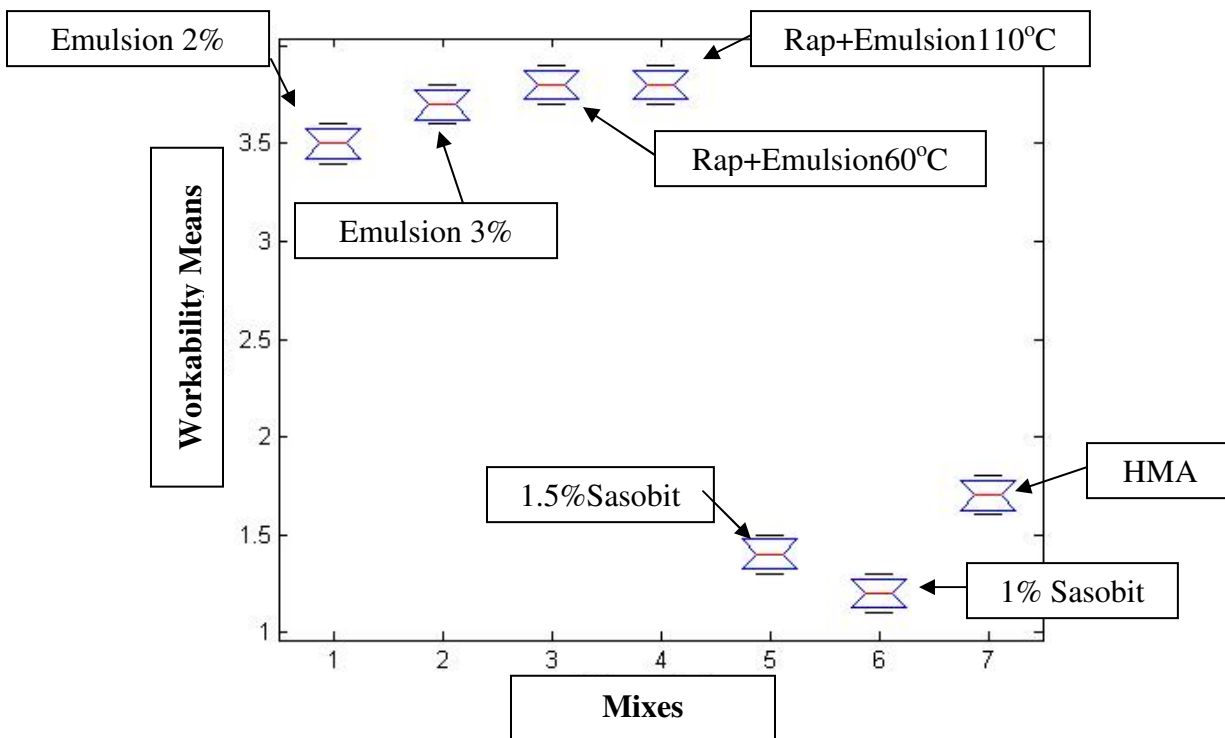 Emulsion 2%
Rap+Emulsion110°C
Rap+Emulsion60°C
Emulsion 3%
Workability Means
3.5
3
2.5
2
1.5
1
1.5%Sasobit
HMA
1% Sasobit
1 2 3 4 5 6 7
Mixes